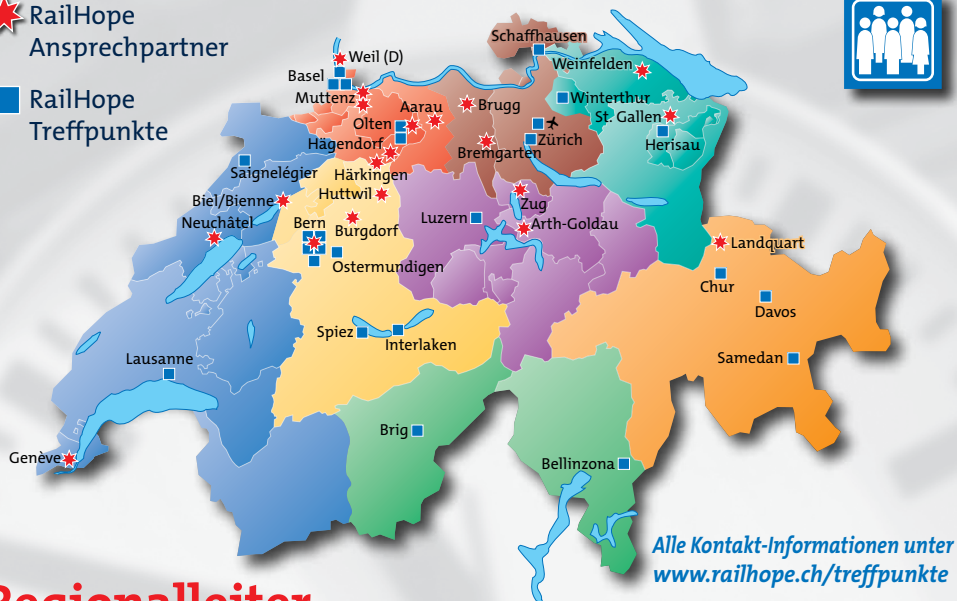 RailHope
Ansprechpartner
RailHope
Treffpunkte
Schaffhausen
Weil (D)
Weinfelden
Basel
Muttenz
Aarau
Brugg
Winterthur
Olten
St. Gallen
Hägendorf
Bremgarten
Zürich
Herisau
Saignelégier
Härkingen
Huttwil
Biel/Bienne
Zug
Neuchâtel
Bern
Burgdorf
Luzern
Arth-Goldau
Landquart
Ostermundigen
Chur
Davos
Spiez
Interlaken
Lausanne
Samedan
Brig
Genève
Bellinzona
Alle Kontakt-Informationen unter
www.railhope.ch/treffpunkte
Regionalleiter